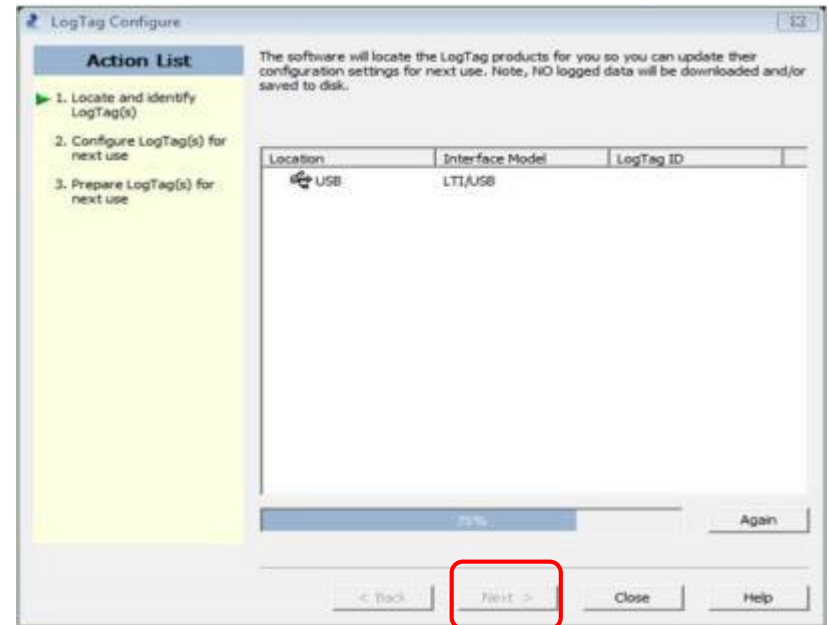 LogTag Configure
Action List
1. Locate and identify
LogTag(s)
2. Configure LogTag(s) for
next use
3. Prepare LogTag(s) for
next use
The software will locate the LogTag products for you so you can update their
configuration settings for next use. Note, NO logged data will be downloaded and/or
saved to disk.
Location Interface Model LogTag ID
USB LTI/USB
Again
< Back Next > Close Help